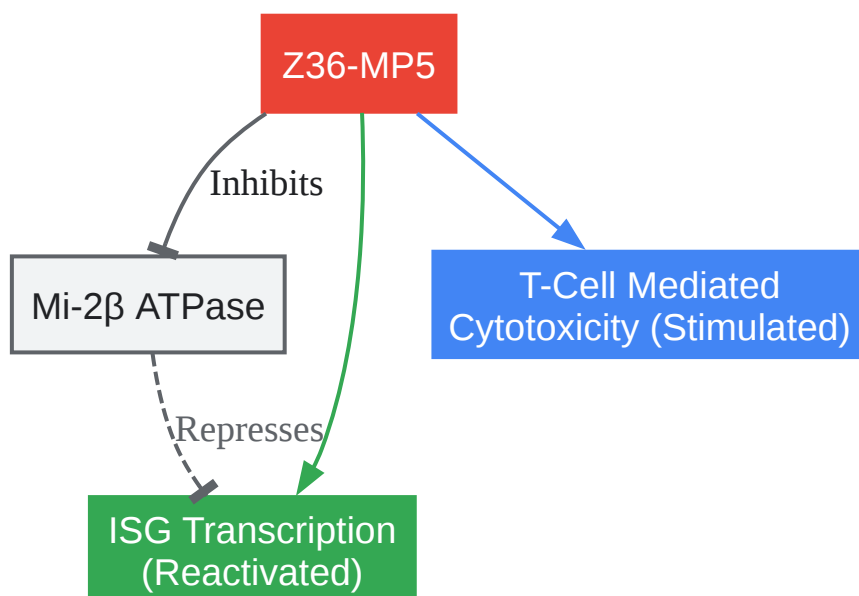 Z36-MP5
Inhibits
Mi-2β ATPase
T-Cell Mediated
Cytotoxicity (Stimulated)
Represses
ISG Transcription
(Reactivated)